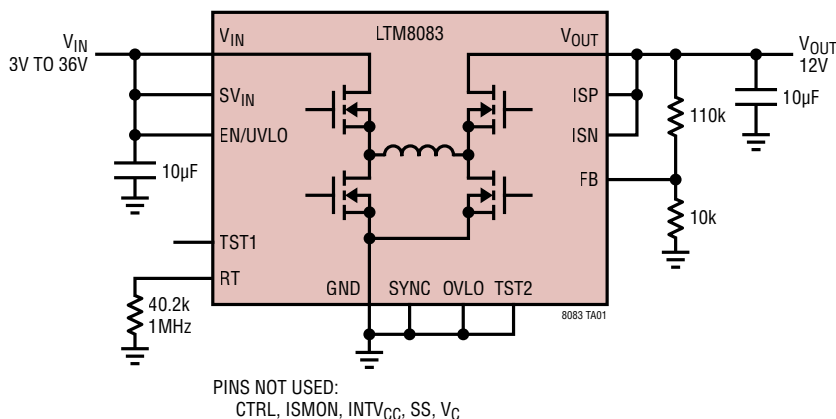 LTM8083
VIN
3V TO 36V
VIN
SVIN
EN/UVLO
10µF
TST1
RT
40.2k
1MHz
GND SYNC OVLO TST2
VOUT
ISP
ISN
FB
VOUT
12V
110k
10µF
10k
8083 TA01
PINS NOT USED:
CTRL, ISMON, INTVCC, SS, VC